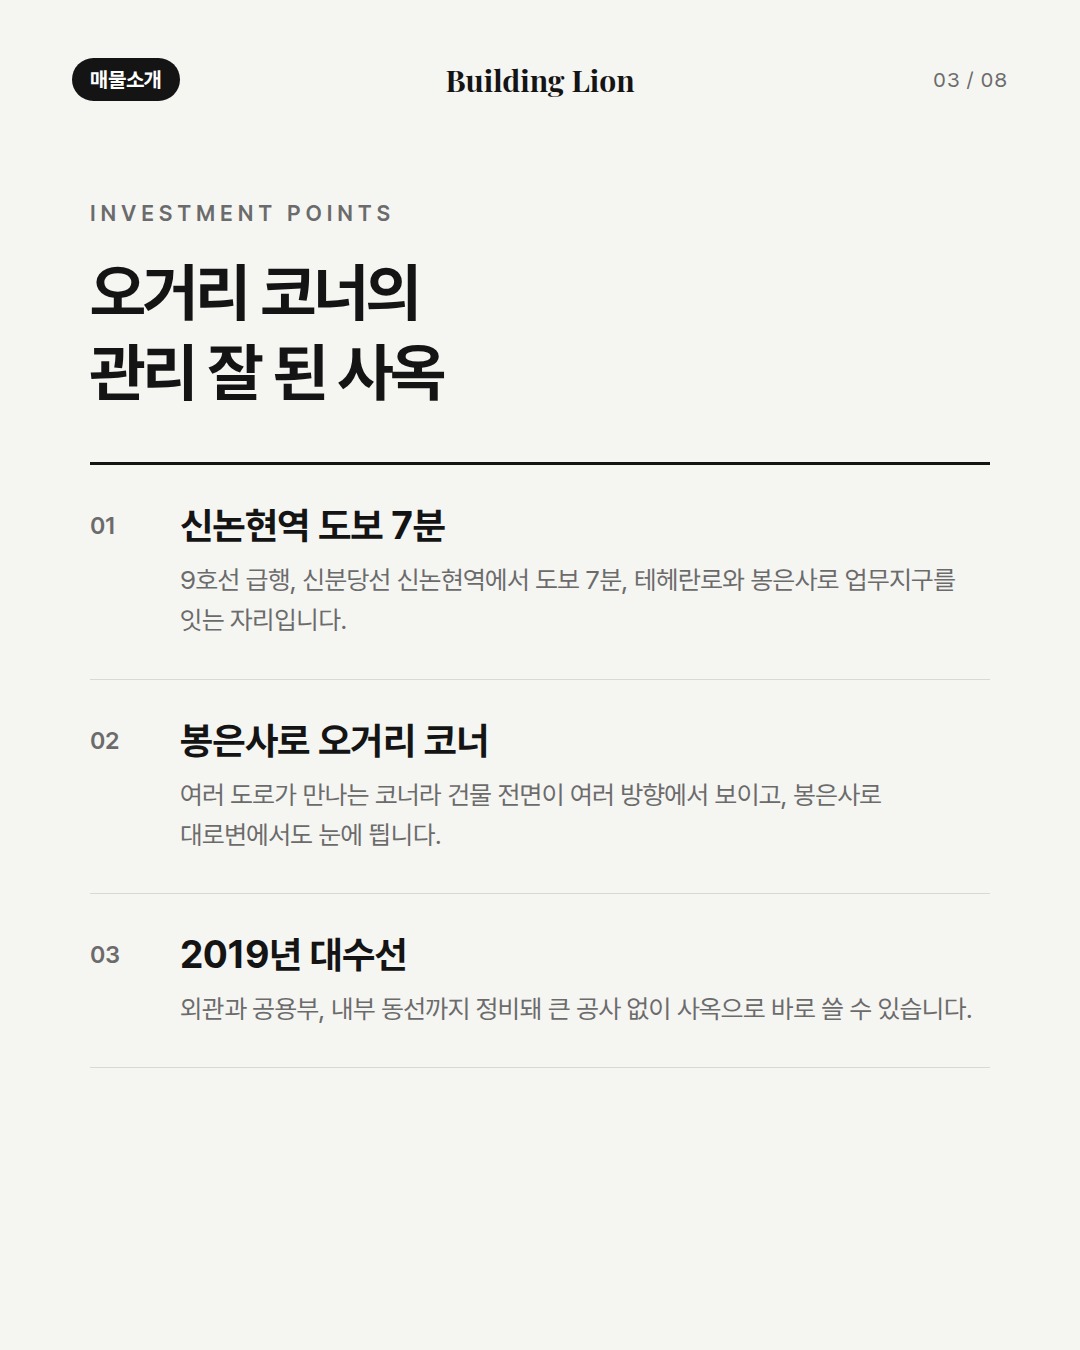 매물소개
Building Lion
03 / 08
INVESTMENT POINTS
오거리 코너의
관리 잘 된 사옥
01
신논현역 도보 7분
9호선 급행, 신분당선 신논현역에서 도보 7분, 테헤란로와 봉은사로 업무지구를
잇는 자리입니다.
02
봉은사로 오거리 코너
여러 도로가 만나는 코너라 건물 전면이 여러 방향에서 보이고, 봉은사로
대로변에서도 눈에 띕니다.
03
2019년 대수선
외관과 공용부, 내부 동선까지 정비돼 큰 공사 없이 사옥으로 바로 쓸 수 있습니다.